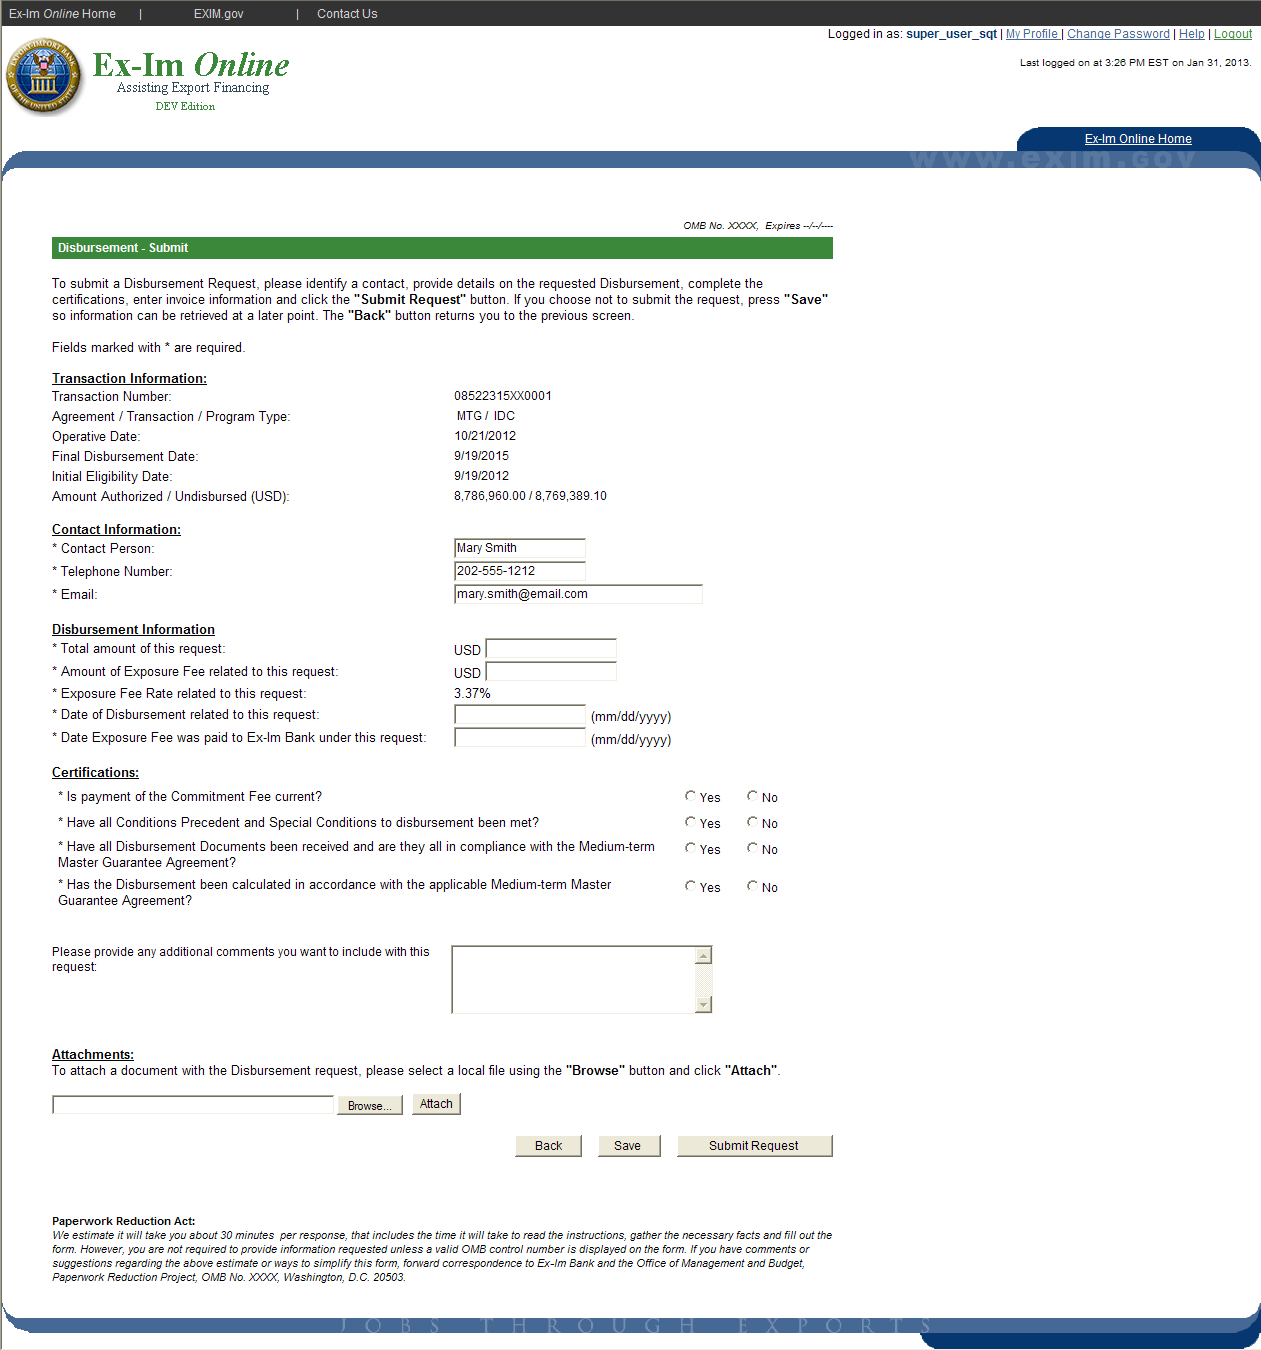 Ex-Im Online Home | EXIM.gov | Contact Us
Logged in as: super_user_sqt | My Profile | Change Password | Help | Logout
Last logged on at 3:26 PM EST on Jan 31, 2013.
EXPORT-IMPORT BANK
OF THE UNITED STATES
Ex-Im Online
Assisting Export Financing
DEV Edition
Ex-Im Online Home
www.exim.gov
OMB No. XXXX, Expires --/--/----
Disbursement - Submit
To submit a Disbursement Request, please identify a contact, provide details on the requested Disbursement, complete the
certifications, enter invoice information and click the "Submit Request" button. If you choose not to submit the request, press "Save"
so information can be retrieved at a later point. The "Back" button returns you to the previous screen.
Fields marked with * are required.
Transaction Information:
Transaction Number: 08522315XX0001
Agreement / Transaction / Program Type: MTG / IDC
Operative Date: 10/21/2012
Final Disbursement Date: 9/19/2015
Initial Eligibility Date: 9/19/2012
Amount Authorized / Undisbursed (USD): 8,786,960.00 / 8,769,389.10
Contact Information:
* Contact Person: Mary Smith
* Telephone Number: 202-555-1212
* Email: mary.smith@email.com
Disbursement Information
* Total amount of this request: USD
* Amount of Exposure Fee related to this request: USD
* Exposure Fee Rate related to this request: 3.37%
* Date of Disbursement related to this request: (mm/dd/yyyy)
* Date Exposure Fee was paid to Ex-Im Bank under this request: (mm/dd/yyyy)
Certifications:
* Is payment of the Commitment Fee current? Yes No
* Have all Conditions Precedent and Special Conditions to disbursement been met? Yes No
* Have all Disbursement Documents been received and are they all in compliance with the Medium-term Yes No
Master Guarantee Agreement?
* Has the Disbursement been calculated in accordance with the applicable Medium-term Master Yes No
Guarantee Agreement?
Please provide any additional comments you want to include with this
request:
Attachments:
To attach a document with the Disbursement request, please select a local file using the "Browse" button and click "Attach".
Browse... Attach
Back Save Submit Request
Paperwork Reduction Act:
We estimate it will take you about 30 minutes per response, that includes the time it will take to read the instructions, gather the necessary facts and fill out the
form. However, you are not required to provide information requested unless a valid OMB control number is displayed on the form. If you have comments or
suggestions regarding the above estimate or ways to simplify this form, forward correspondence to Ex-Im Bank and the Office of Management and Budget,
Paperwork Reduction Project, OMB No. XXXX, Washington, D.C. 20503.
JOBS THROUGH EXPORTS